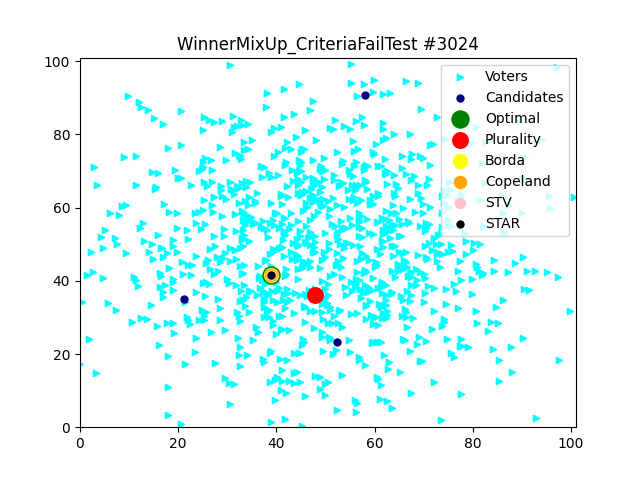 WinnerMixUp_CriteriaFailTest #3024
100
80
60
40
20
0
0 20 40 60 80 100
Voters
Candidates
Optimal
Plurality
Borda
Copeland
STV
STAR